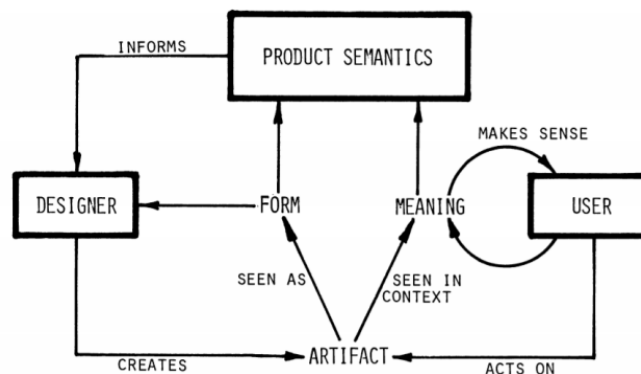 INFORMS
PRODUCT SEMANTICS
MAKES SENSE
DESIGNER
FORM
MEANING
USER
SEEN AS
SEEN IN
CONTEXT
ARTIFACT
CREATES
ACTS ON